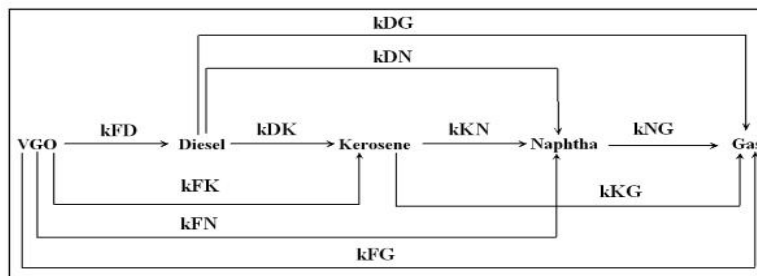 kDG
kDN
kFD kDK kKN kNG
VGO Diesel Kerosene Naphtha Gas
kFK kKG
kFN
kFG